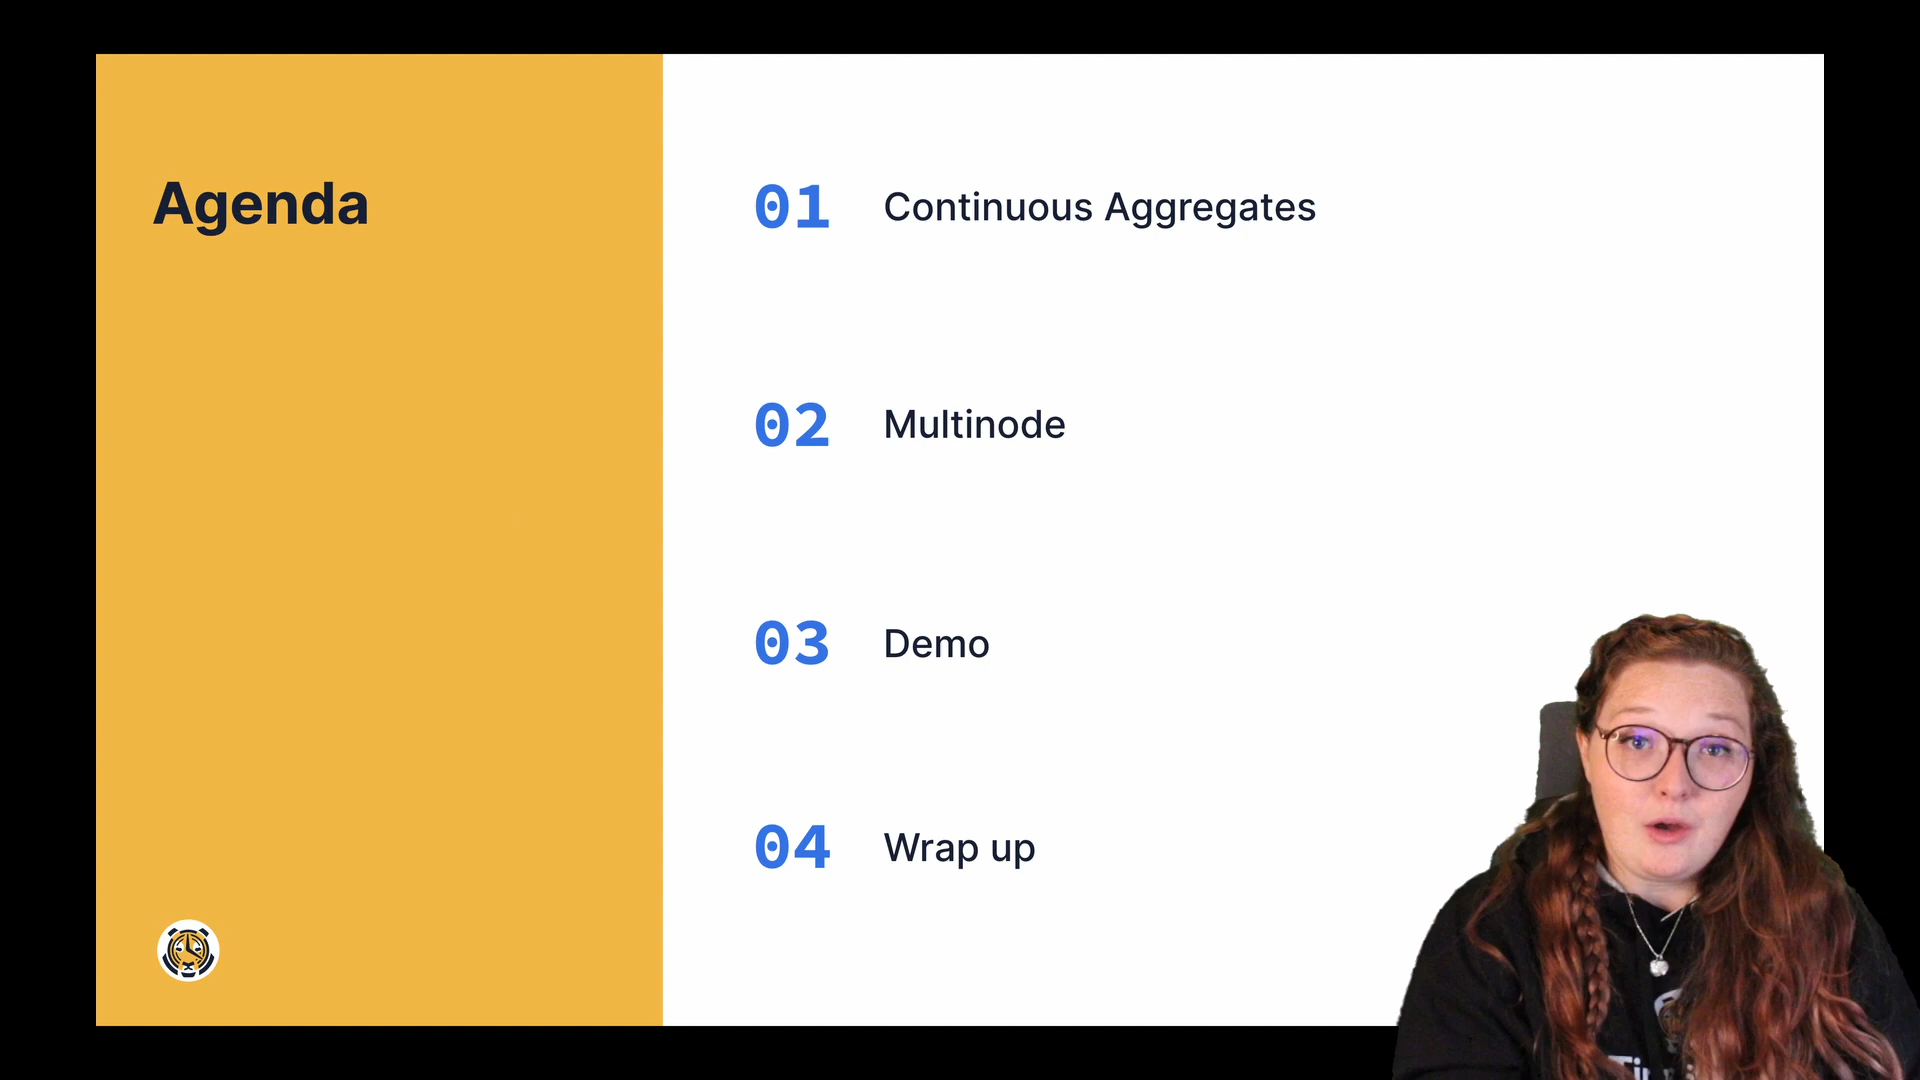 Agenda
01 Continuous Aggregates
02 Multinode
03 Demo
04 Wrap up